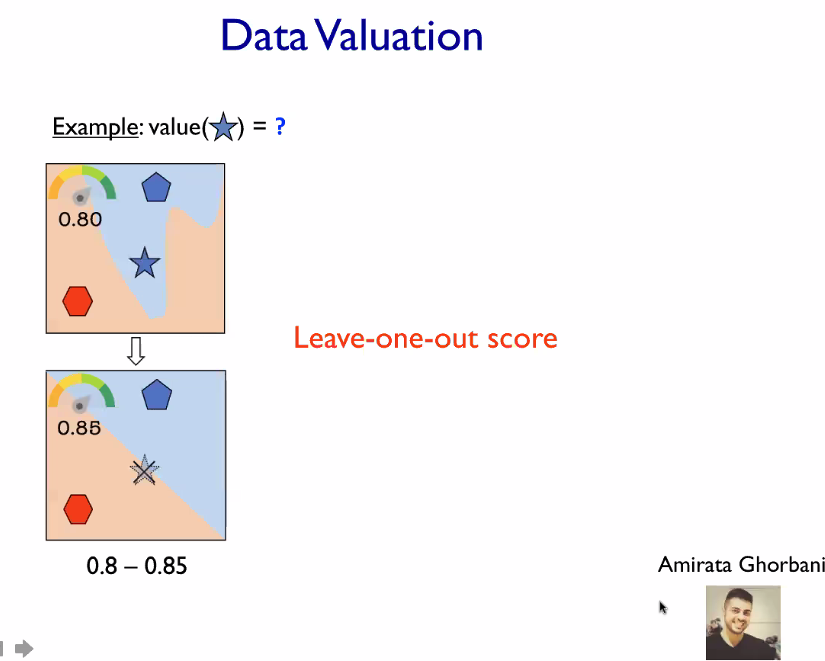 Data Valuation
Example: value(★) = ?
0.80
Leave-one-out score
0.85
0.8 – 0.85
Amirata Ghorbani